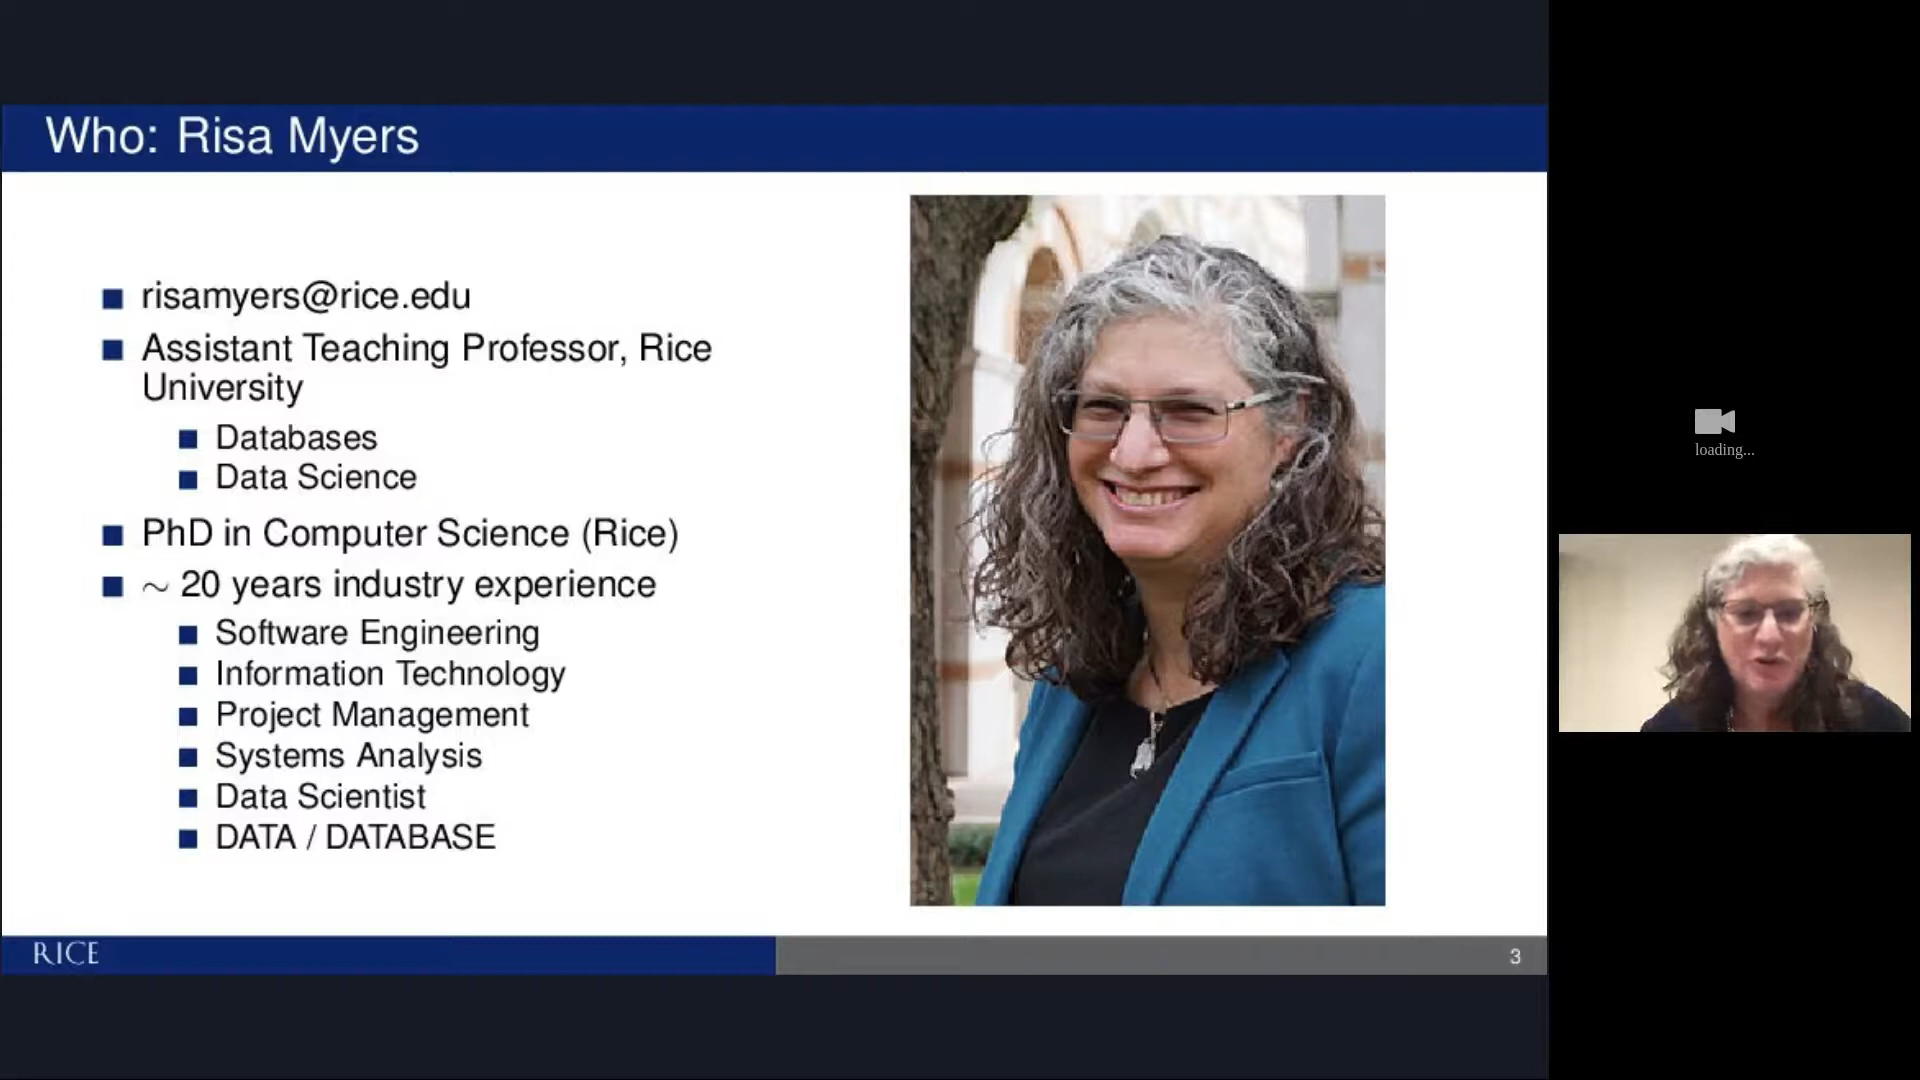 Who: Risa Myers
risamyers@rice.edu
Assistant Teaching Professor, Rice
University
Databases
Data Science
PhD in Computer Science (Rice)
~ 20 years industry experience
Software Engineering
Information Technology
Project Management
Systems Analysis
Data Scientist
DATA / DATABASE
RICE
3
loading...